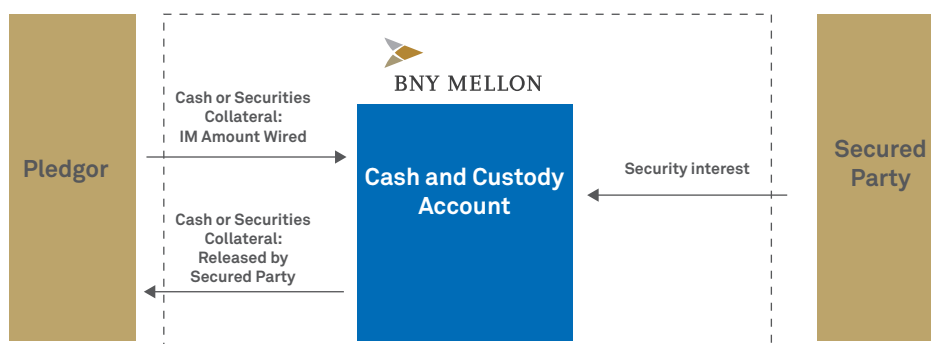 BNY MELLON
Cash or Securities
Collateral:
IM Amount Wired
Pledgor
Cash and Custody
Account
Security interest
Secured
Party
Cash or Securities
Collateral:
Released by
Secured Party